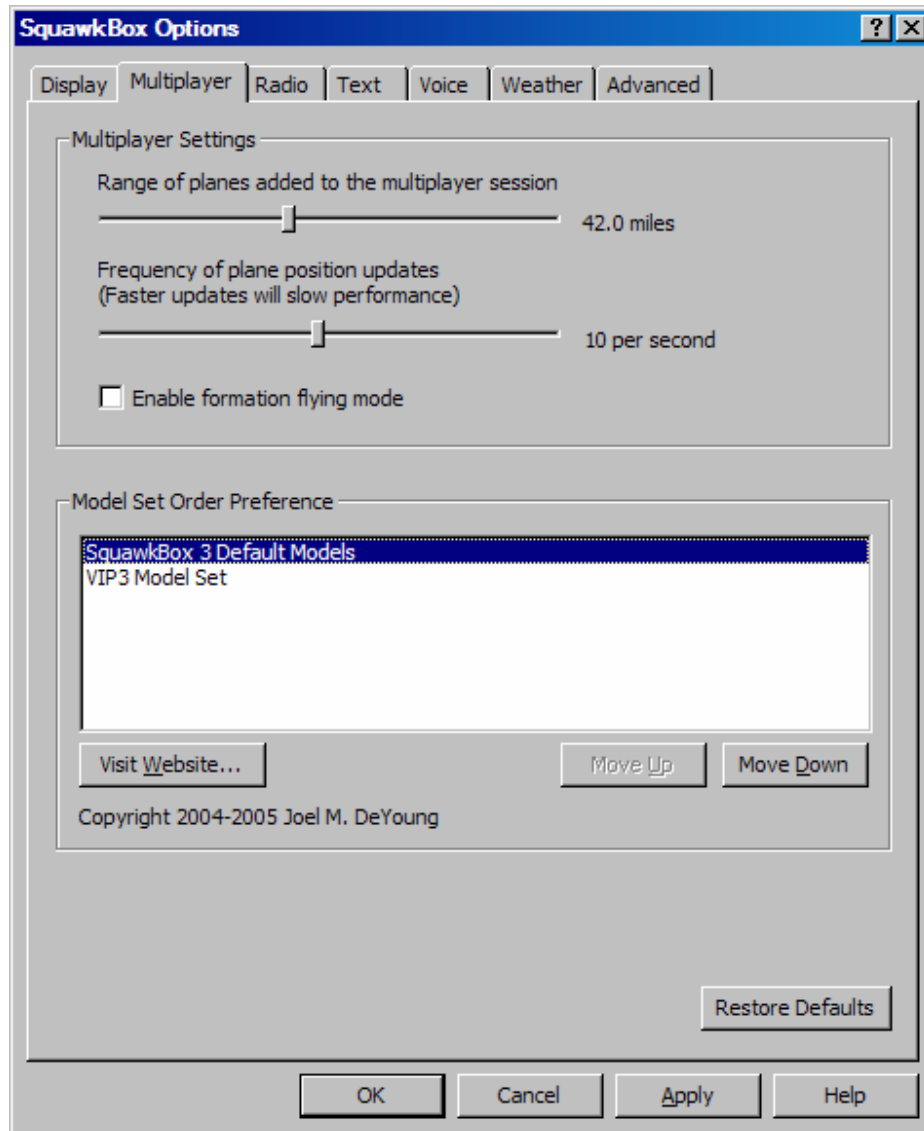 SquawkBox Options
Display Multiplayer Radio Text Voice Weather Advanced
Multiplayer Settings
Range of planes added to the multiplayer session
42.0 miles
Frequency of plane position updates
(Faster updates will slow performance)
10 per second
Enable formation flying mode
Model Set Order Preference
SquawkBox 3 Default Models
VIP3 Model Set
Visit Website... Move Up Move Down
Copyright 2004-2005 Joel M. DeYoung
Restore Defaults
OK Cancel Apply Help